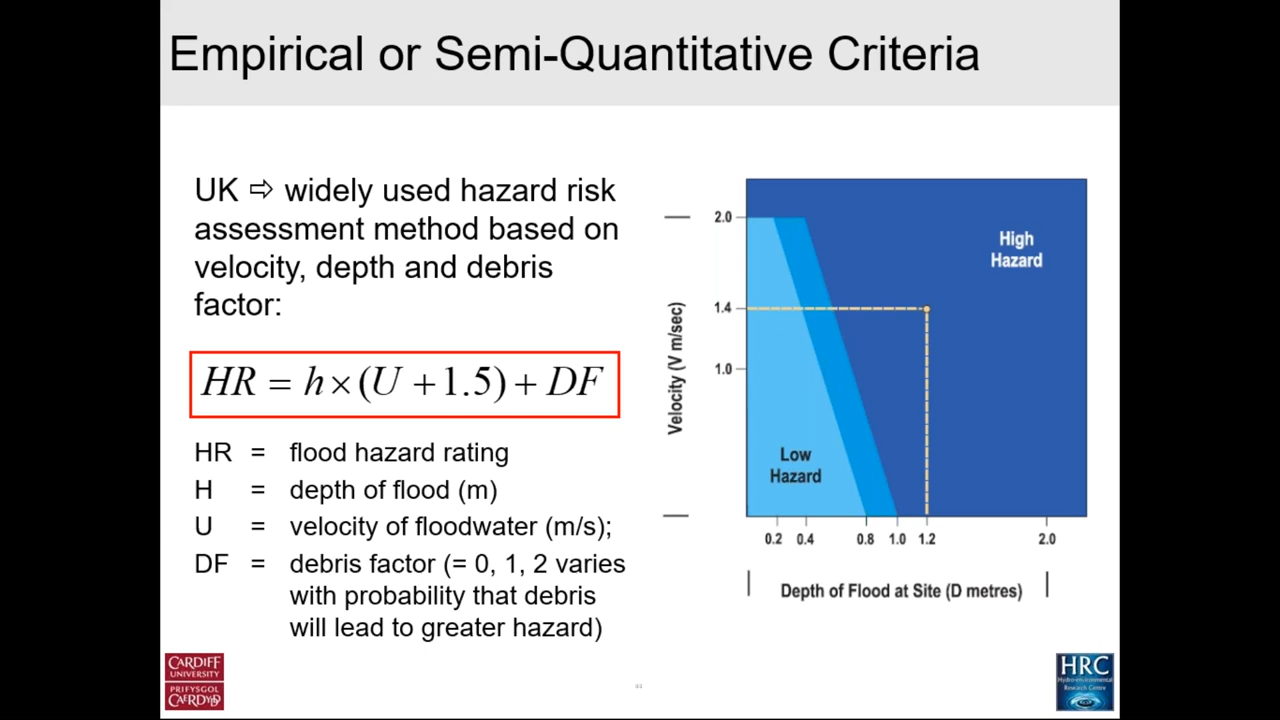 Empirical or Semi-Quantitative Criteria
UK ⇨ widely used hazard risk
assessment method based on
velocity, depth and debris
factor:
HR = h × (U + 1.5) + DF
HR = flood hazard rating
H = depth of flood (m)
U = velocity of floodwater (m/s);
DF = debris factor (= 0, 1, 2 varies
with probability that debris
will lead to greater hazard)
Velocity (V m/sec)
2.0
1.4
1.0
High
Hazard
Low
Hazard
0.2 0.4 0.8 1.0 1.2 2.0
Depth of Flood at Site (D metres)
CARDIFF
UNIVERSITY
PRIFYSGOL
CAERDYDD
HRC
Hydro-environmental
Research Centre